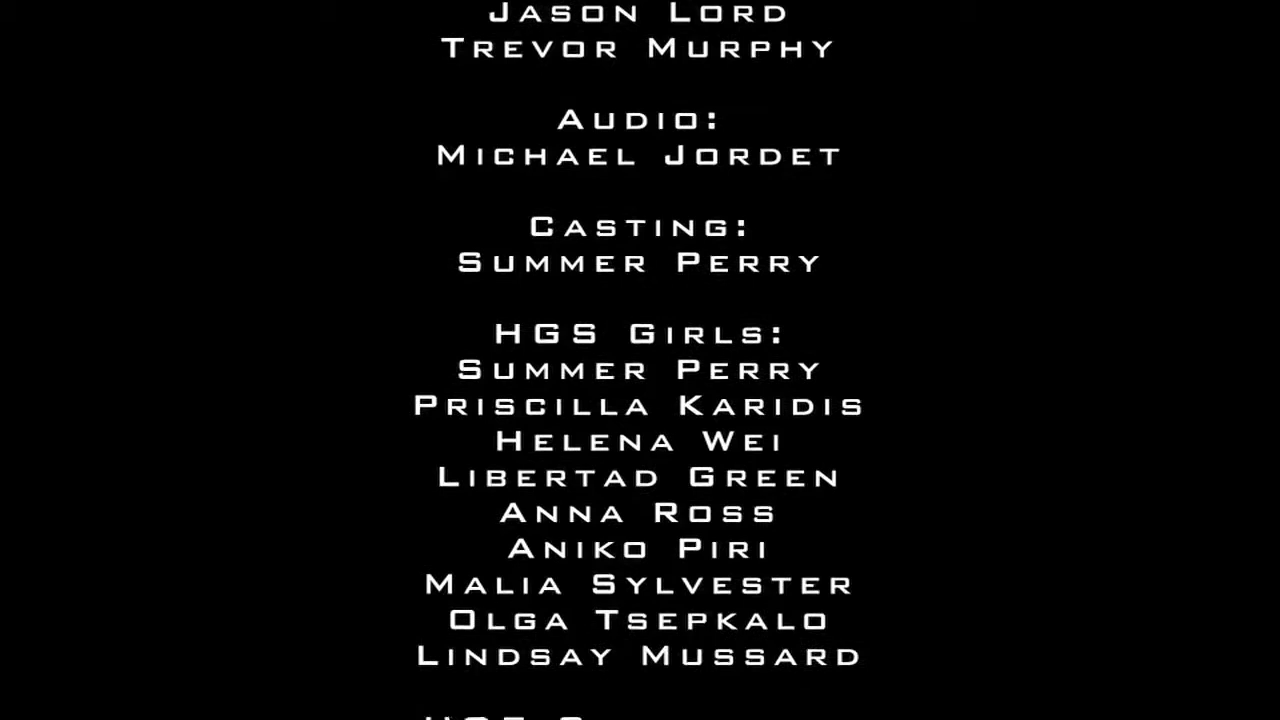 Jason Lord
Trevor Murphy
Audio:
Michael Jordet
Casting:
Summer Perry
HGS Girls:
Summer Perry
Priscilla Karidis
Helena Wei
Libertad Green
Anna Ross
Aniko Piri
Malia Sylvester
Olga Tsepkalo
Lindsay Mussard